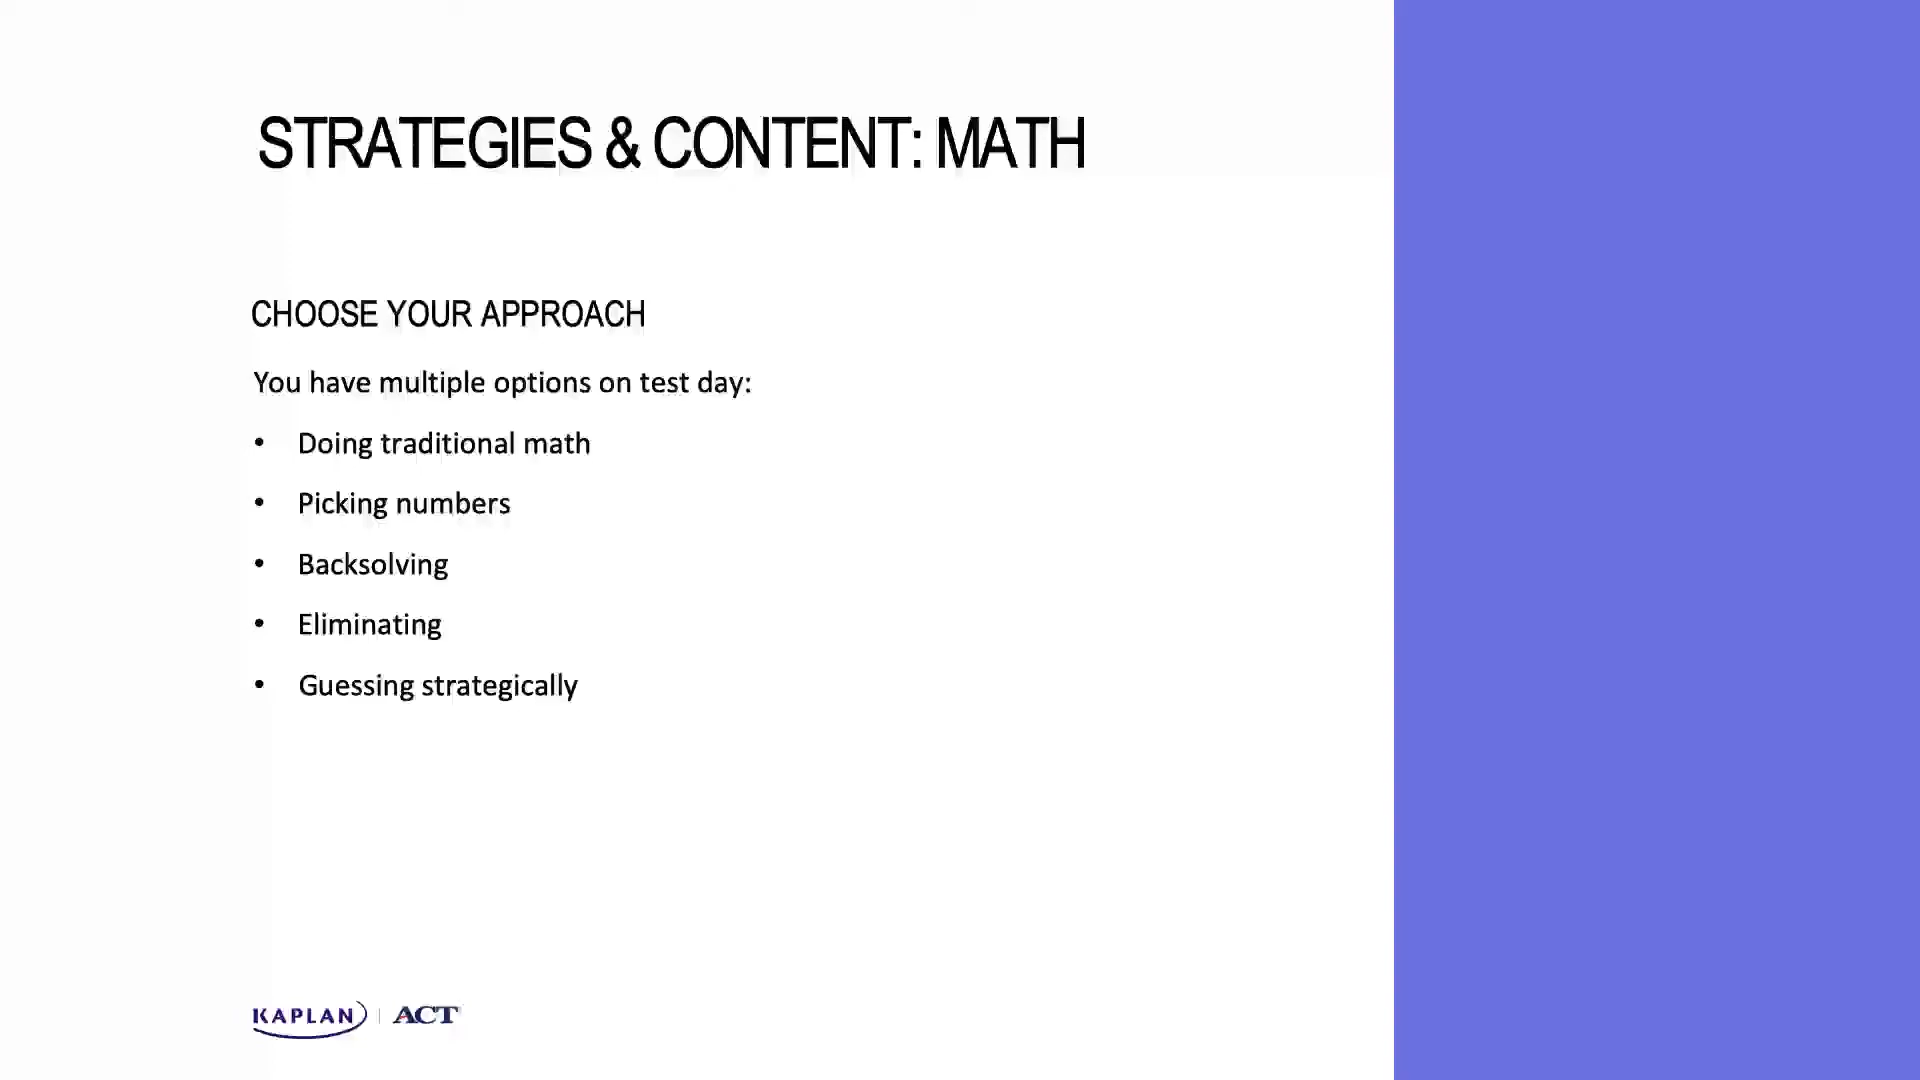 STRATEGIES & CONTENT: MATH
CHOOSE YOUR APPROACH
You have multiple options on test day:
• Doing traditional math
• Picking numbers
• Backsolving
• Eliminating
• Guessing strategically
KAPLAN | ACT